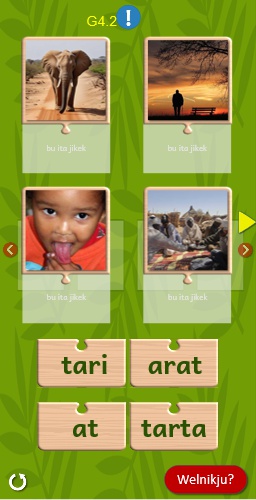 G4.2 !
bu ita jikek
bu ita jikek
bu ita jikek
bu ita jikek
tari
arat
at
tarta
Welnikju?